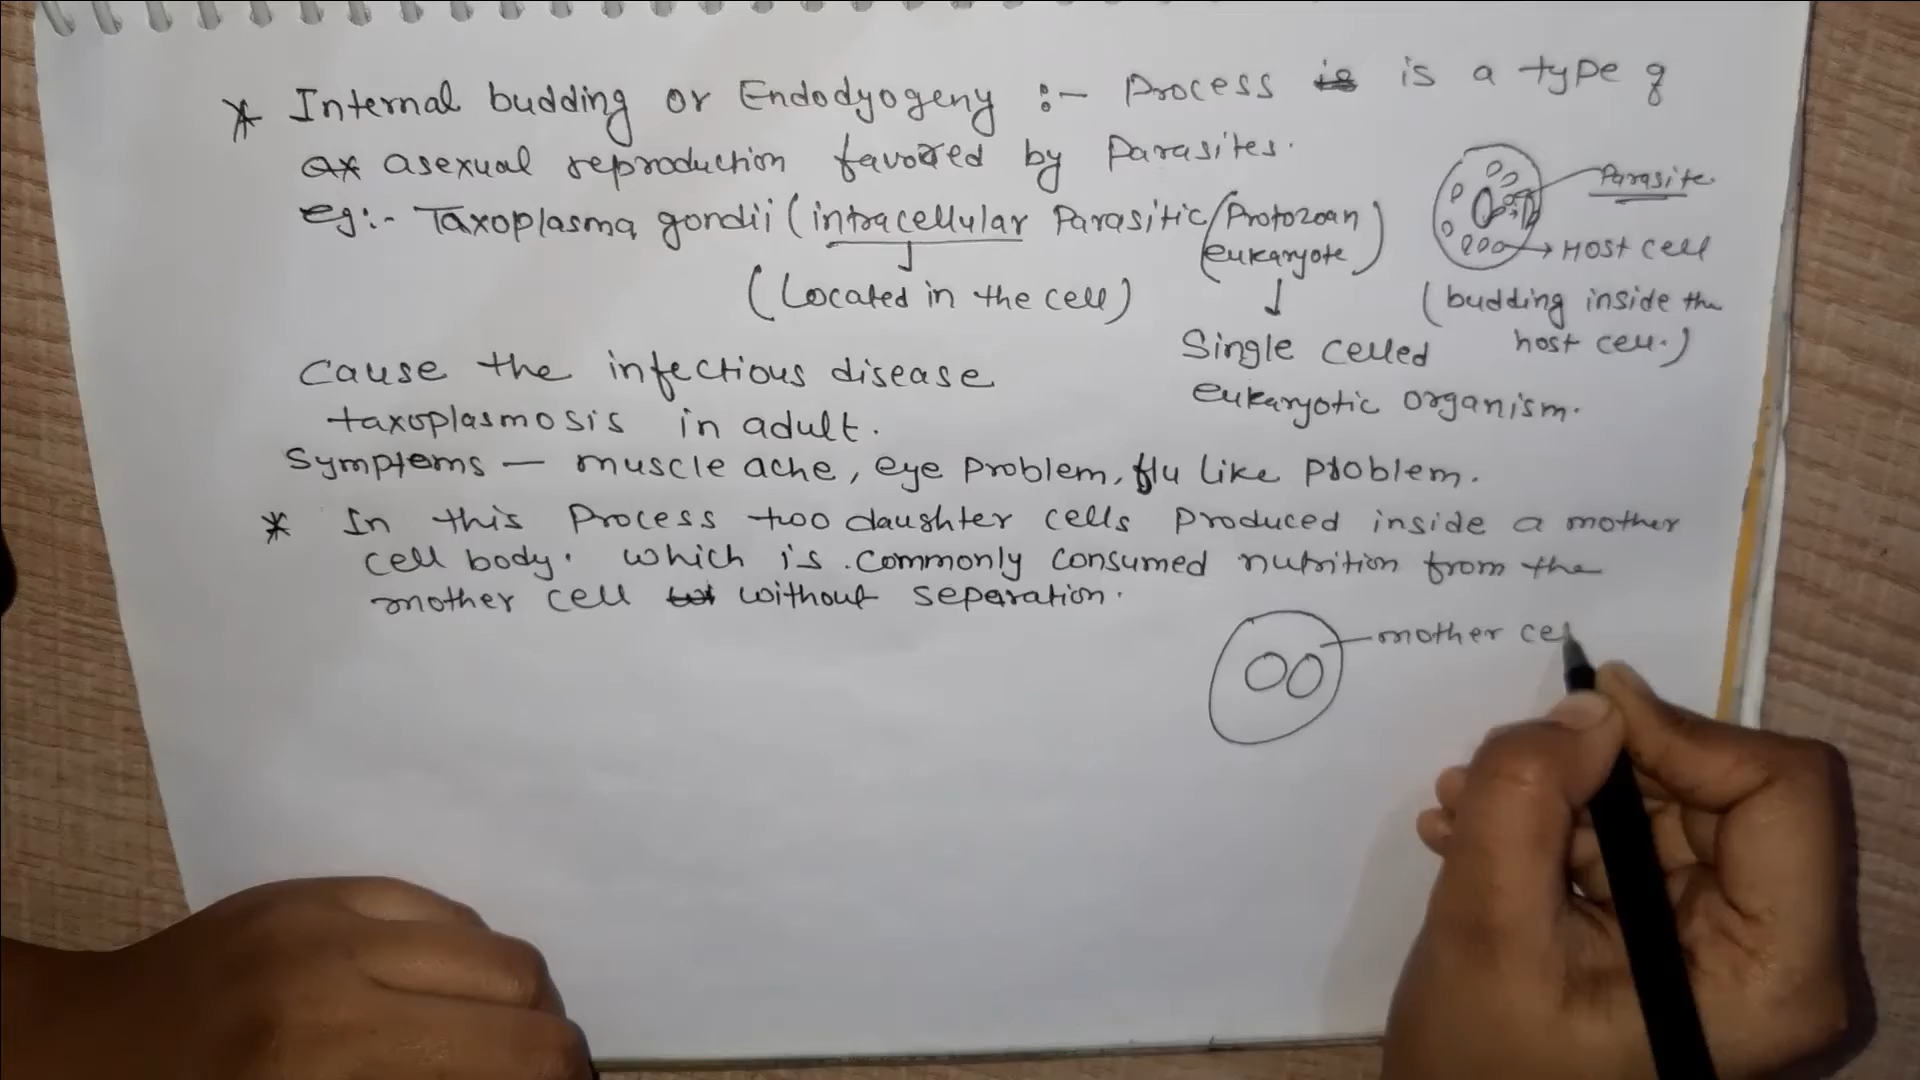 * Internal budding or Endodyogeny :- Process is is a type of
asexual reproduction favored by Parasites.
eg:- Taxoplasma gondii (intracellular Parasitic/Protozoan
eukaryote)
(Located in the cell)
Single celled
eukaryotic organism.
Parasite
Host cell
(budding inside the
host cell.)
Cause the infectious disease
taxoplasmosis in adult.
Symptoms — muscle ache, eye problem, flu like problem.
* In this Process two daughter cells Produced inside a mother
cell body. which is commonly consumed nutrition from the
mother cell without separation.
mother cel